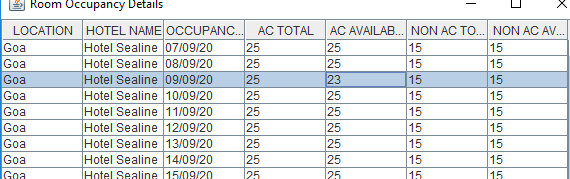 Room Occupancy Details
LOCATION HOTEL NAME OCCUPANC... AC TOTAL AC AVAILAB... NON AC TO... NON AC AV...
Goa Hotel Sealine 07/09/20 25 25 15 15
Goa Hotel Sealine 08/09/20 25 25 15 15
Goa Hotel Sealine 09/09/20 25 23 15 15
Goa Hotel Sealine 10/09/20 25 25 15 15
Goa Hotel Sealine 11/09/20 25 25 15 15
Goa Hotel Sealine 12/09/20 25 25 15 15
Goa Hotel Sealine 13/09/20 25 25 15 15
Goa Hotel Sealine 14/09/20 25 25 15 15
Goa Hotel Sealine 15/09/20 25 25 15 15